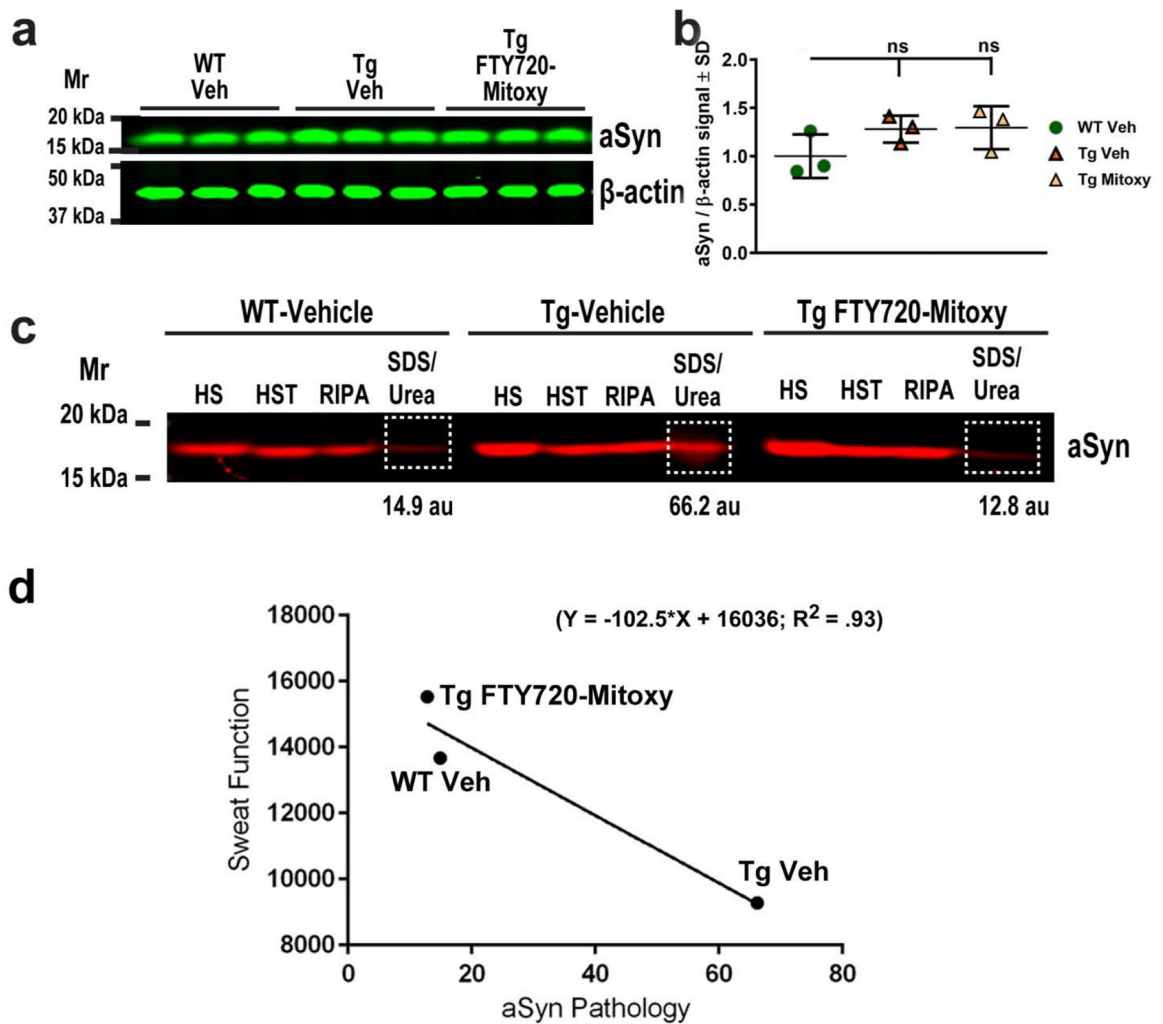 a
Mr
WT
Veh
Tg
Veh
Tg
FTY720-
Mitoxy
20 kDa
15 kDa
aSyn
50 kDa
37 kDa
β-actin
b
aSyn / β-actin signal ± SD
2.0
1.5
1.0
0.5
0.0
ns
ns
WT Veh
Tg Veh
Tg Mitoxy
c
WT-Vehicle
Tg-Vehicle
Tg FTY720-Mitoxy
Mr
HS HST RIPA SDS/
Urea
HS HST RIPA SDS/
Urea
HS HST RIPA SDS/
Urea
20 kDa
15 kDa
aSyn
14.9 au
66.2 au
12.8 au
d
(Y = -102.5*X + 16036; R² = .93)
Sweat Function
18000
16000
14000
12000
10000
8000
Tg FTY720-Mitoxy
WT Veh
Tg Veh
0 20 40 60 80
aSyn Pathology